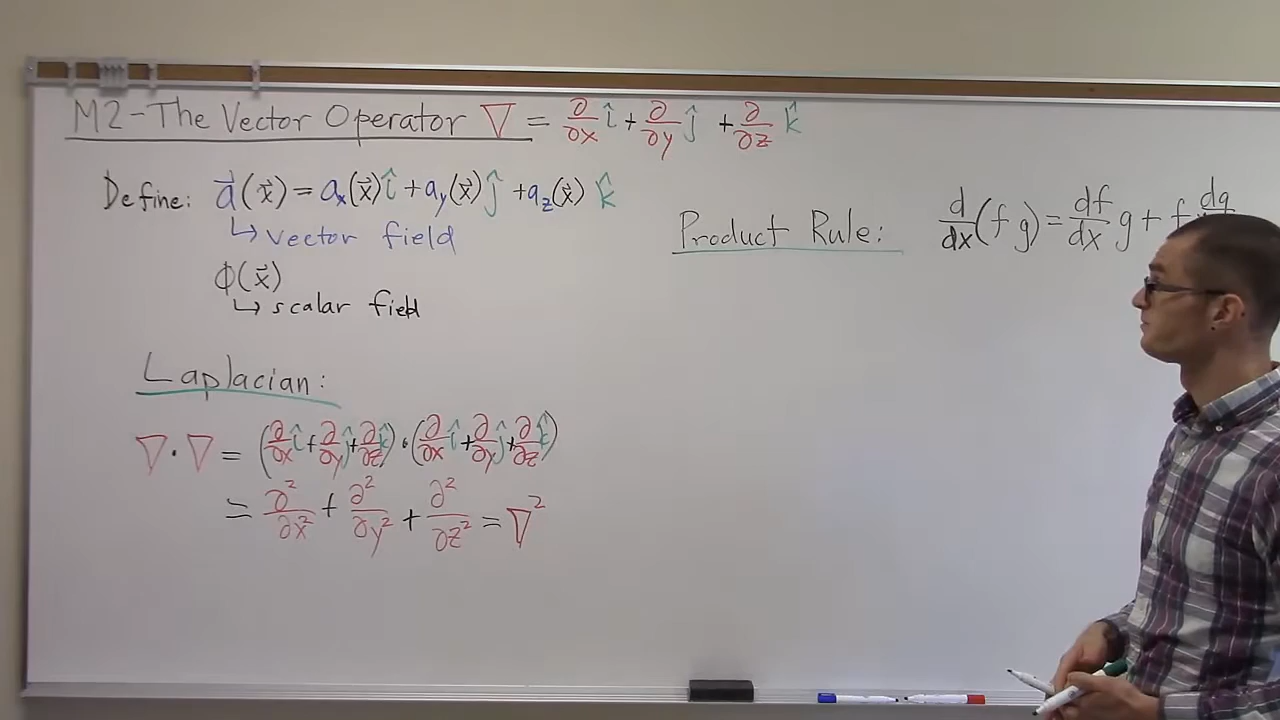 M2-The Vector Operator ∇ = ∂/∂x î + ∂/∂y ĵ + ∂/∂z k̂
Define: a⃗(x⃗) = aₓ(x⃗)î + a_y(x⃗)ĵ + a_z(x⃗) k̂
↳ vector field
ϕ(x⃗)
↳ scalar field
Laplacian:
∇·∇ = (∂/∂x î + ∂/∂y ĵ + ∂/∂z k̂)·(∂/∂x î + ∂/∂y ĵ + ∂/∂z k̂)
= ∂²/∂x² + ∂²/∂y² + ∂²/∂z² = ∇²
Product Rule: d/dx(f g) = df/dx g + f